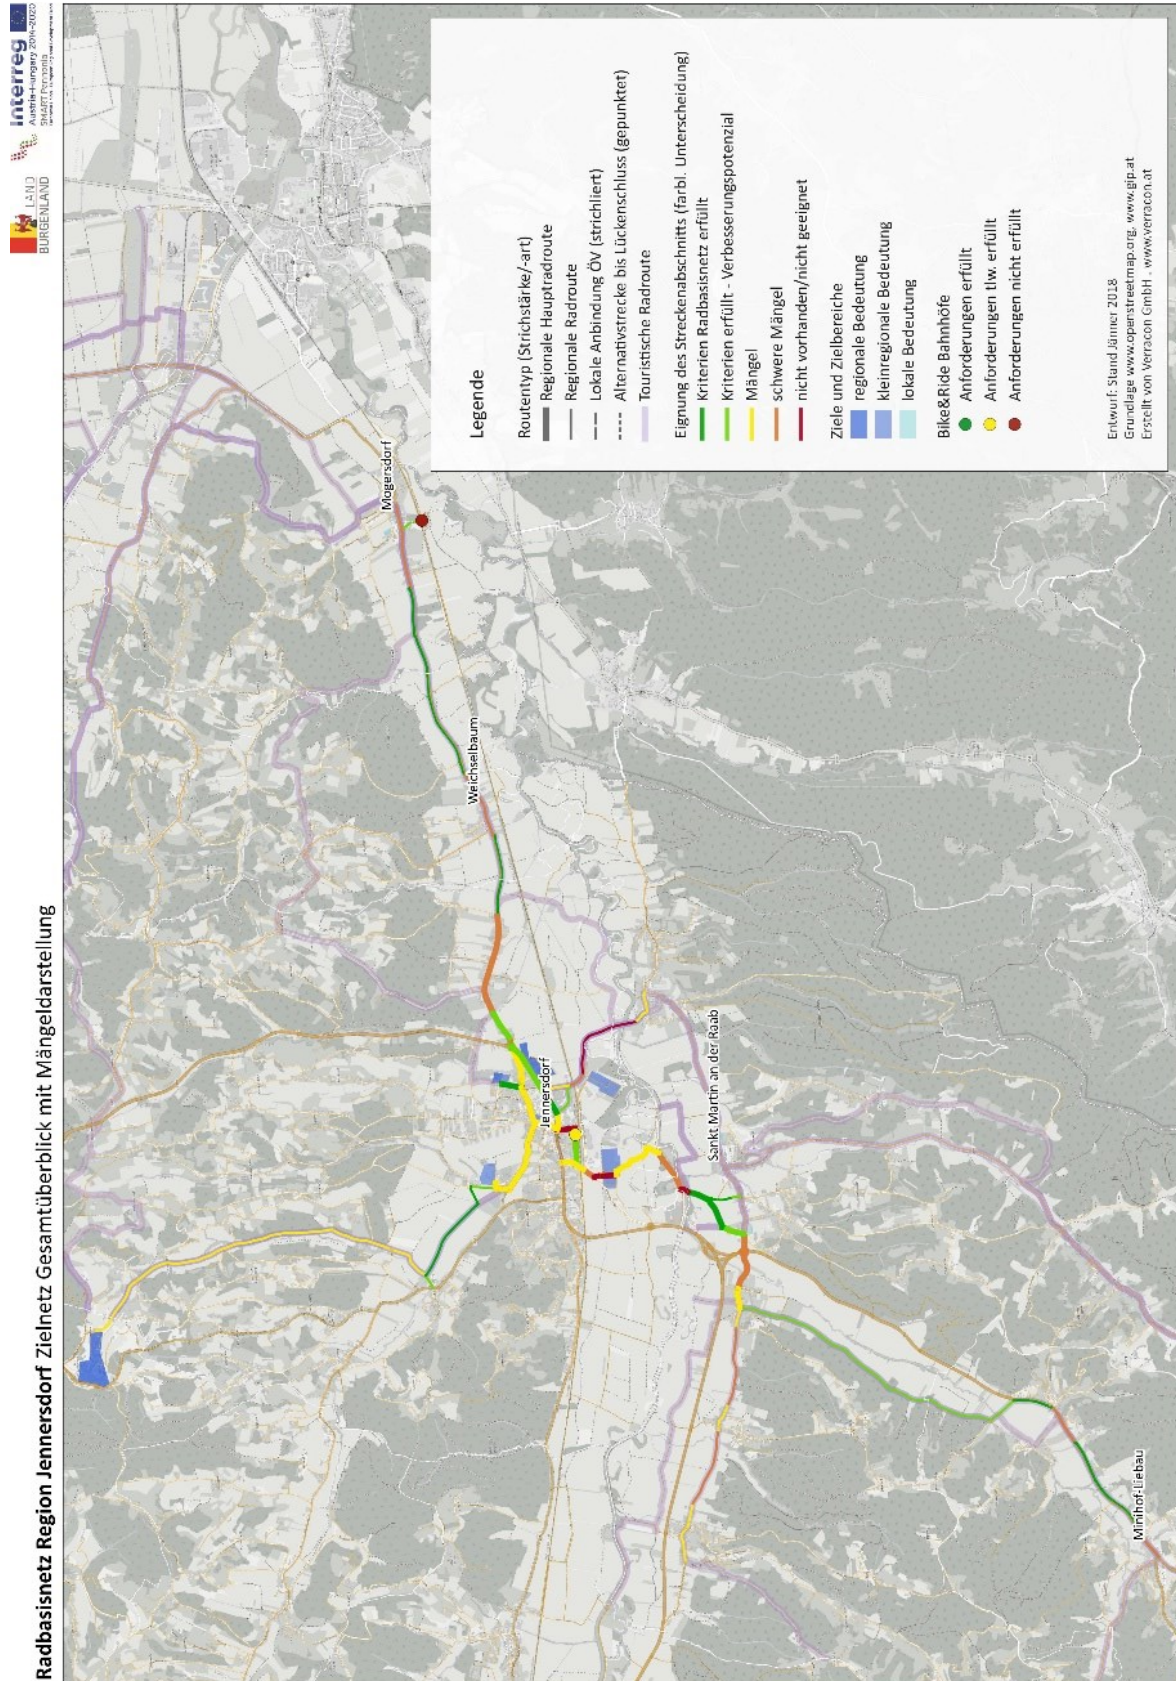 Radbasisnetz Region Jennersdorf Zielnetz Gesamtüberblick mit Mängeldarstellung
LAND
BURGENLAND
Interreg
Austria-Hungary 2014-2020
SMART Pannonia
Mogersdorf
Weichselbaum
Jennersdorf
Sankt Martin an der Raab
Minihof-Liebau
Legende
Routentyp (Strichstärke/-art)
Regionale Hauptradroute
Regionale Radroute
Lokale Anbindung ÖV (strichliert)
Alternativstrecke bis Lückenschluss (gepunktet)
Touristische Radroute
Eignung des Streckenabschnitts (farbl. Unterscheidung)
Kriterien Radbasisnetz erfüllt
Kriterien erfüllt - Verbesserungspotenzial
Mängel
schwere Mängel
nicht vorhanden/nicht geeignet
Ziele und Zielbereiche
regionale Bedeutung
kleinregionale Bedeutung
lokale Bedeutung
Bike&Ride Bahnhöfe
Anforderungen erfüllt
Anforderungen tlw. erfüllt
Anforderungen nicht erfüllt
Entwurf: Stand Jänner 2018
Grundlage www.openstreetmap.org, www.gip.at
Erstellt von Verracon GmbH . www.verracon.at